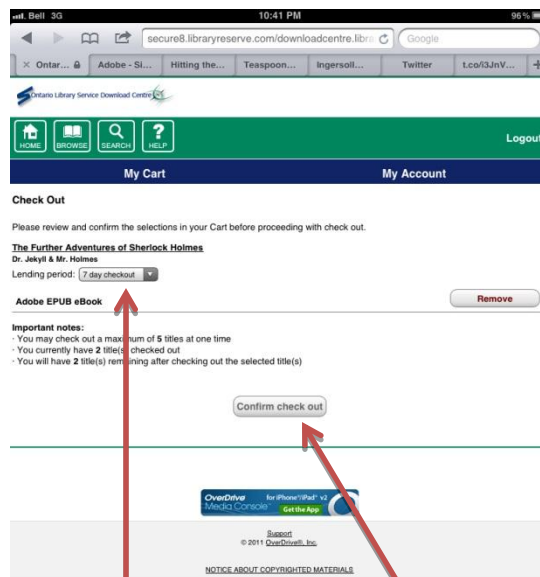 Bell 3G 10:41 PM 96%
secure8.libraryreserve.com/downloadcentre.libra Google
Ontar... Adobe - Si... Hitting the... Teaspoon... Ingersoll... Twitter t.co/i3JnV...
Ontario Library Service Download Centre
HOME BROWSE SEARCH HELP Logout
My Cart My Account
Check Out
Please review and confirm the selections in your Cart before proceeding with check out.
The Further Adventures of Sherlock Holmes
Dr. Jekyll & Mr. Holmes
Lending period: 7 day checkout
Adobe EPUB eBook Remove
Important notes:
· You may check out a maximum of 5 titles at one time
· You currently have 2 title(s) checked out
· You will have 2 title(s) remaining after checking out the selected title(s)
Confirm check out
OverDrive for iPhone®/iPad® v2
Media Console™ Get the App
Support
© 2011 OverDrive®, Inc.
NOTICE ABOUT COPYRIGHTED MATERIALS